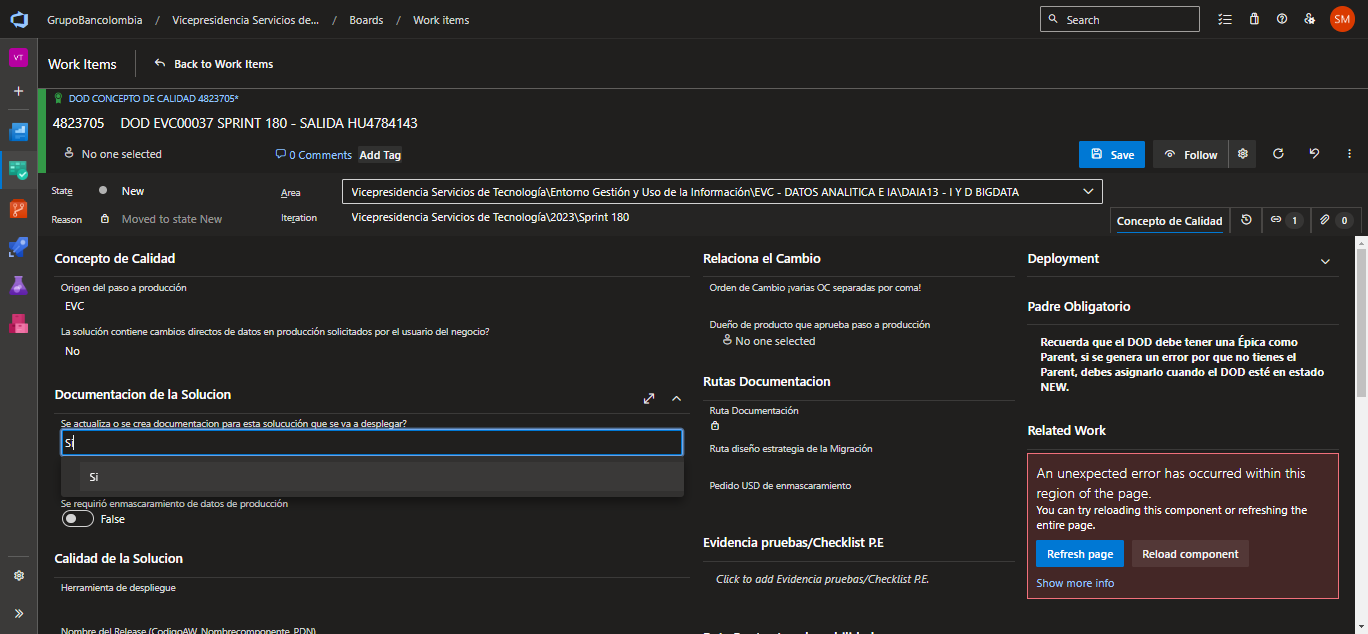 GrupoBancolombia / Vicepresidencia Servicios de... / Boards / Work items
Search
SM
VT
Work Items
Back to Work Items
DOD CONCEPTO DE CALIDAD 4823705*
4823705 DOD EVC00037 SPRINT 180 - SALIDA HU4784143
No one selected
0 Comments
Add Tag
Save
Follow
State
New
Area
Vicepresidencia Servicios de Tecnología\Entorno Gestión y Uso de la Información\EVC - DATOS ANALITICA E IA\DAIA13 - I Y D BIGDATA
Reason
Moved to state New
Iteration
Vicepresidencia Servicios de Tecnología\2023\Sprint 180
Concepto de Calidad
1
0
Concepto de Calidad
Origen del paso a producción
EVC
La solución contiene cambios directos de datos en producción solicitados por el usuario del negocio?
No
Documentacion de la Solucion
Se actualiza o se crea documentacion para esta solucución que se va a desplegar?
Si
Si
Se requirió enmascaramiento de datos de producción
False
Calidad de la Solucion
Herramienta de despliegue
Nombre del Release (CodigoAW_Nombrecomponente_PDN)
Relaciona el Cambio
Orden de Cambio ¡varias OC separadas por coma!
Dueño de producto que aprueba paso a producción
No one selected
Rutas Documentacion
Ruta Documentación
Ruta diseño estrategia de la Migración
Pedido USD de enmascaramiento
Evidencia pruebas/Checklist P.E
Click to add Evidencia pruebas/Checklist P.E.
Deployment
Padre Obligatorio
Recuerda que el DOD debe tener una Épica como
Parent, si se genera un error por que no tienes el
Parent, debes asignarlo cuando el DOD esté en estado
NEW.
Related Work
An unexpected error has occurred within this
region of the page.
You can try reloading this component or refreshing the
entire page.
Refresh page
Reload component
Show more info